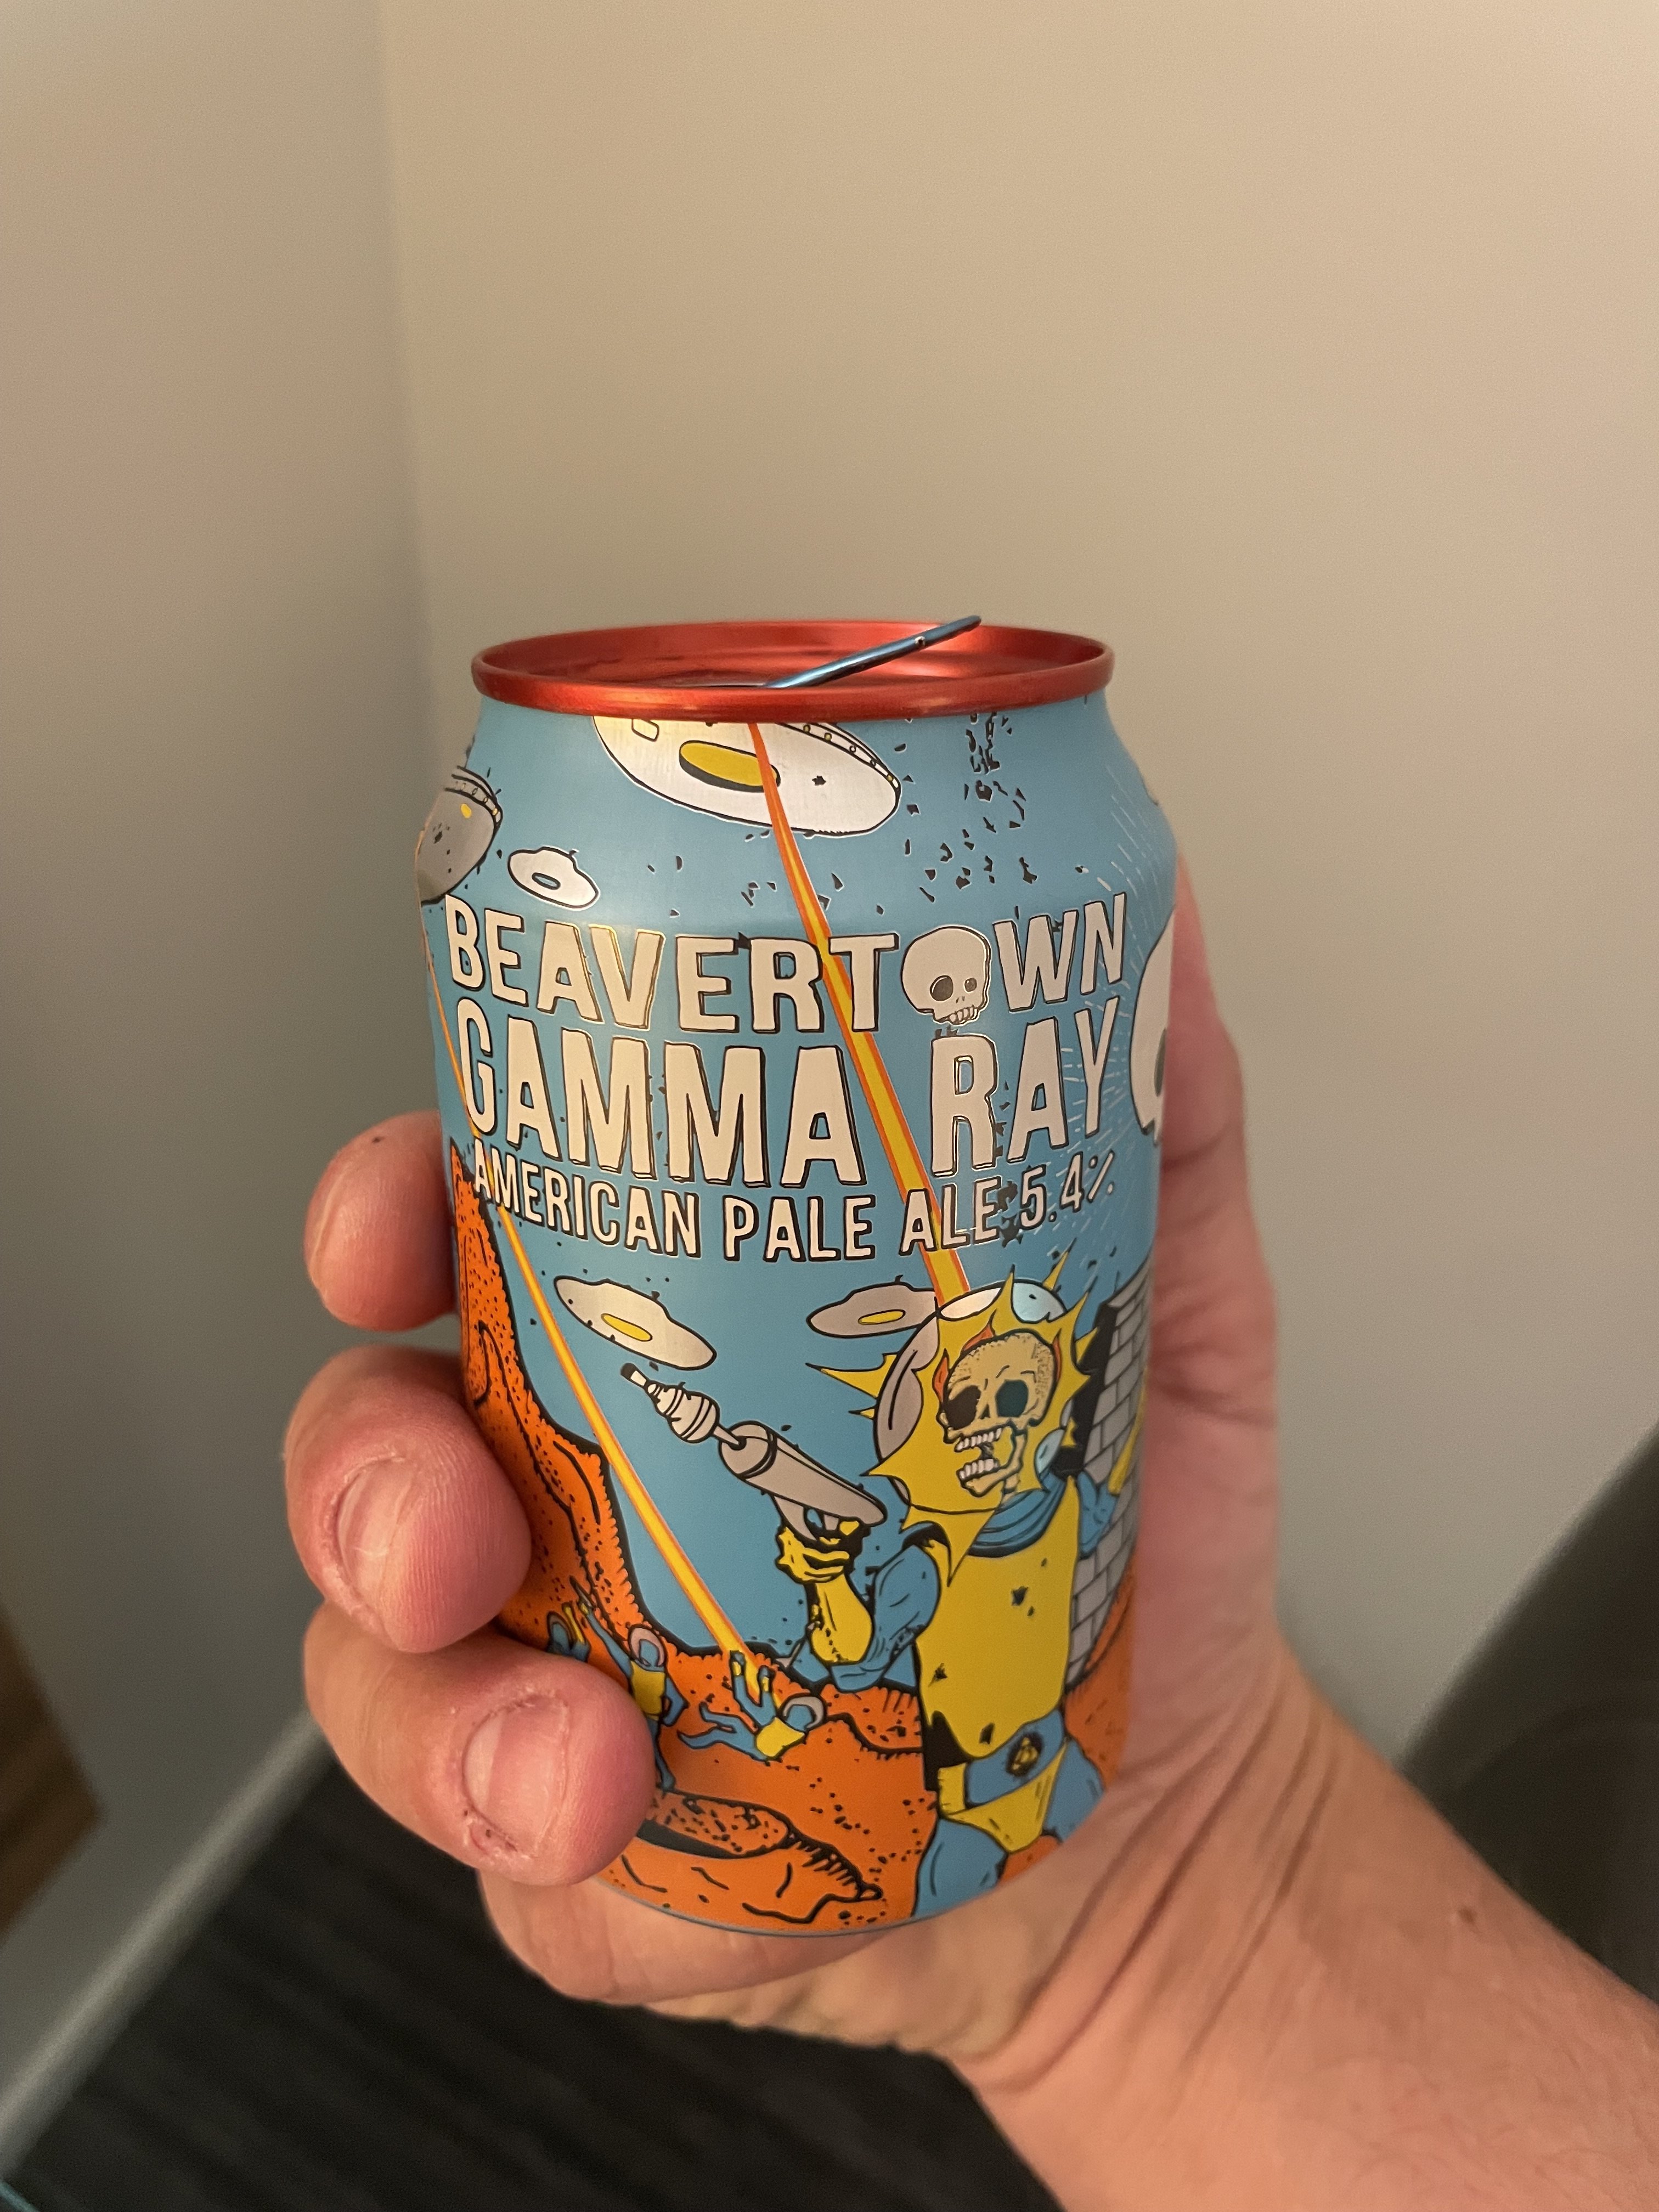 BEAVERTOWN
GAMMA RAY
AMERICAN PALE ALE 5.4%